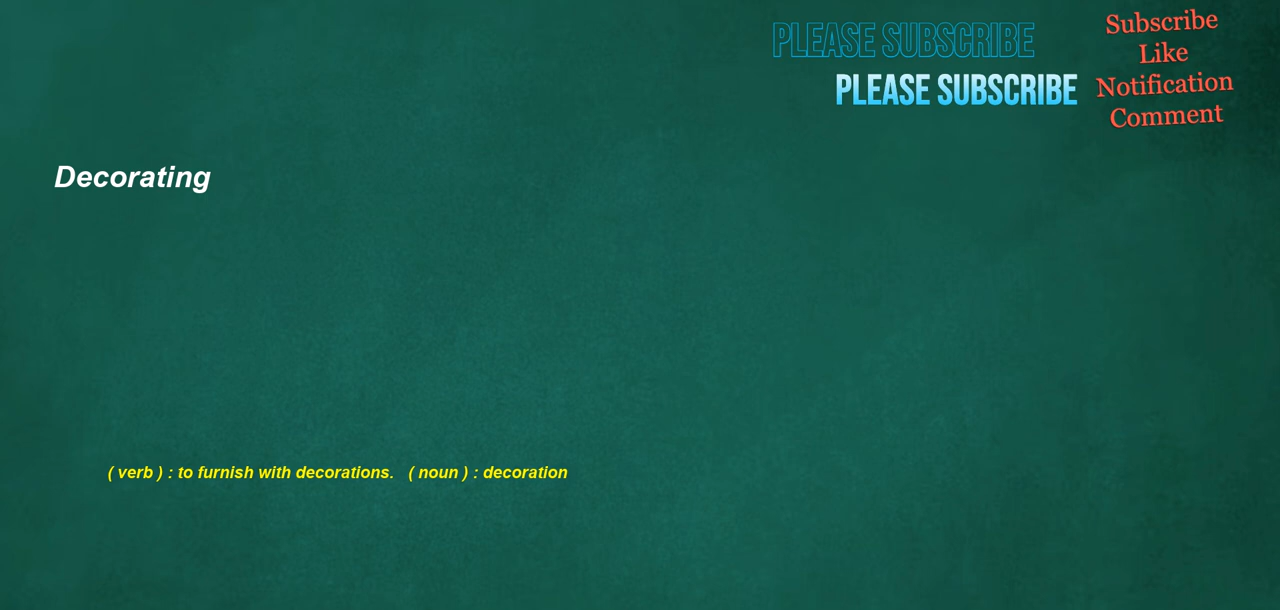 PLEASE SUBSCRIBE
PLEASE SUBSCRIBE
Subscribe
Like
Notification
Comment
Decorating
( verb ) : to furnish with decorations.   ( noun ) : decoration